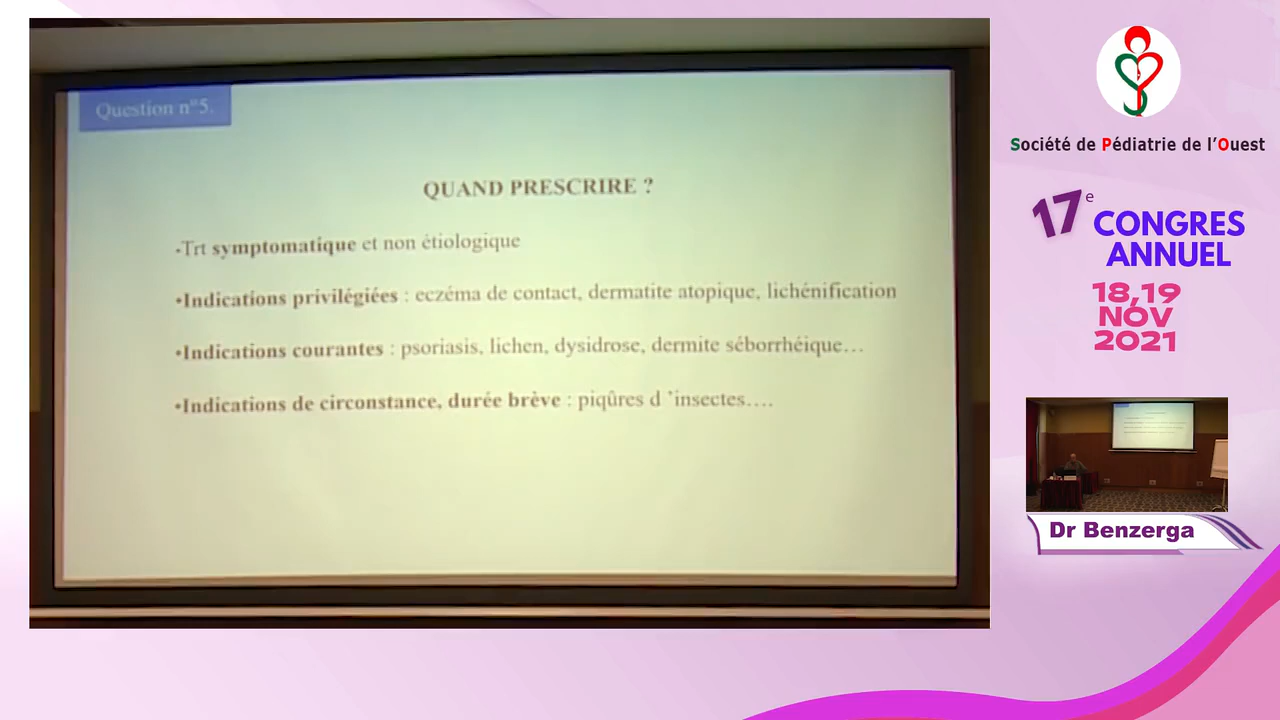 Question n°5.
QUAND PRESCRIRE ?
•Trt symptomatique et non étiologique
•Indications privilégiées : eczéma de contact, dermatite atopique, lichénification
•Indications courantes : psoriasis, lichen, dysidrose, dermite séborrhéique…
•Indications de circonstance, durée brève : piqûres d ’insectes….
Société de Pédiatrie de l’Ouest
17e CONGRES
ANNUEL
18,19
NOV
2021
Dr Benzerga